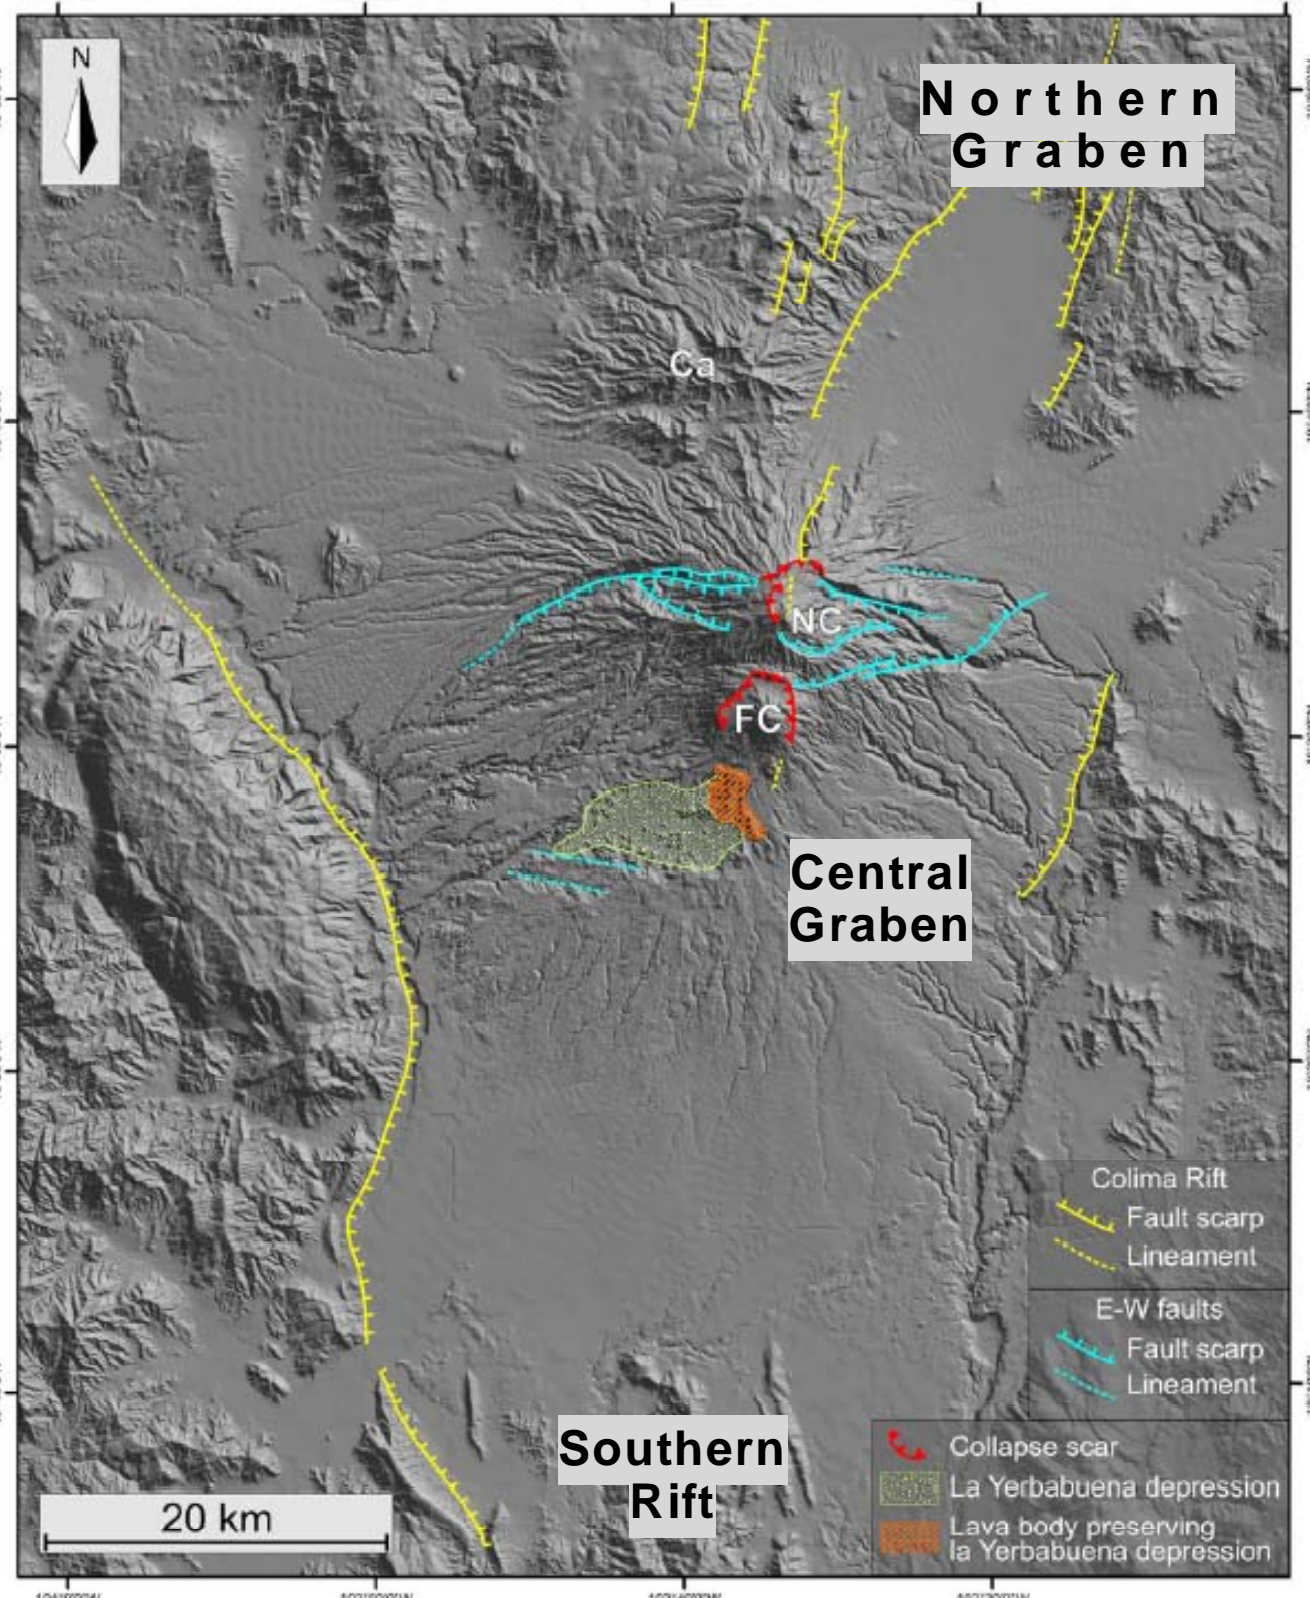 N
Northern
Graben
Ca
NC
FC
Central
Graben
Colima Rift
Fault scarp
Lineament
E-W faults
Fault scarp
Lineament
Southern
Rift
Collapse scar
La Yerbabuena depression
Lava body preserving
la Yerbabuena depression
20 km